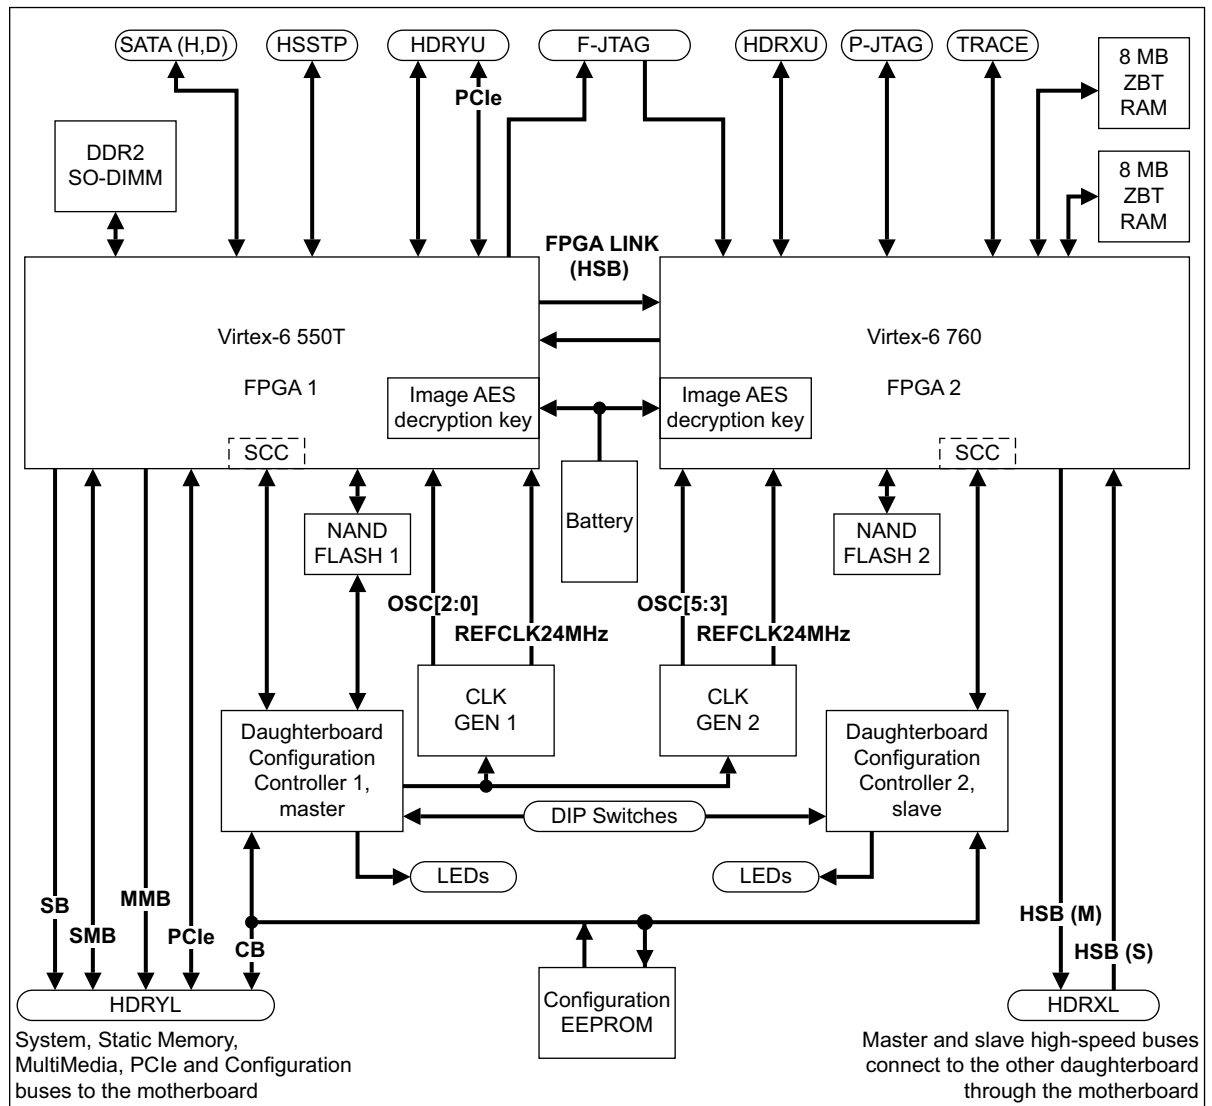 SATA (H,D)
HSSTP
HDRYU
F-JTAG
HDRXU
P-JTAG
TRACE
8 MB
ZBT
RAM
PCIe
DDR2
SO-DIMM
8 MB
ZBT
RAM
FPGA LINK
(HSB)
Virtex-6 550T
FPGA 1
Image AES
decryption key
SCC
Virtex-6 760
FPGA 2
Image AES
decryption key
SCC
Battery
NAND
FLASH 1
NAND
FLASH 2
OSC[2:0]
REFCLK24MHz
OSC[5:3]
REFCLK24MHz
CLK
GEN 1
CLK
GEN 2
Daughterboard
Configuration
Controller 1,
master
Daughterboard
Configuration
Controller 2,
slave
DIP Switches
LEDs
LEDs
SB
SMB
MMB
PCIe
CB
HSB (M)
HSB (S)
Configuration
EEPROM
HDRYL
HDRXL
System, Static Memory,
MultiMedia, PCIe and Configuration
buses to the motherboard
Master and slave high-speed buses
connect to the other daughterboard
through the motherboard